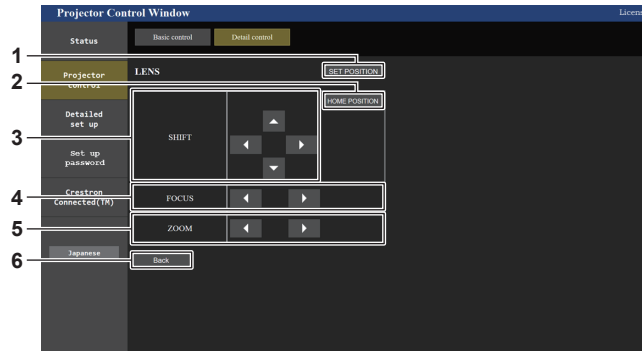 Projector Control Window
Licens
Status
Basic control
Detail control
1
2
3
4
5
6
Projector
control
LENS
SET POSITION
HOME POSITION
Detailed
set up
SHIFT
Set up
password
Crestron
Connected(TM)
FOCUS
ZOOM
Japanese
Back